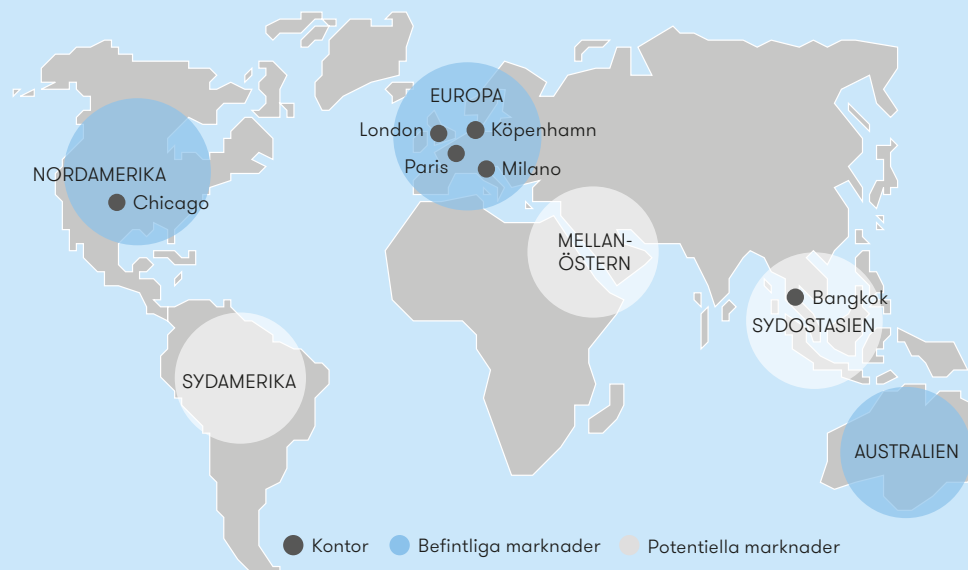 EUROPA
London
Köpenhamn
Paris
Milano
NORDAMERIKA
Chicago
MELLAN-
ÖSTERN
Bangkok
SYDOSTASIEN
SYDAMERIKA
AUSTRALIEN
Kontor
Befintliga marknader
Potentiella marknader